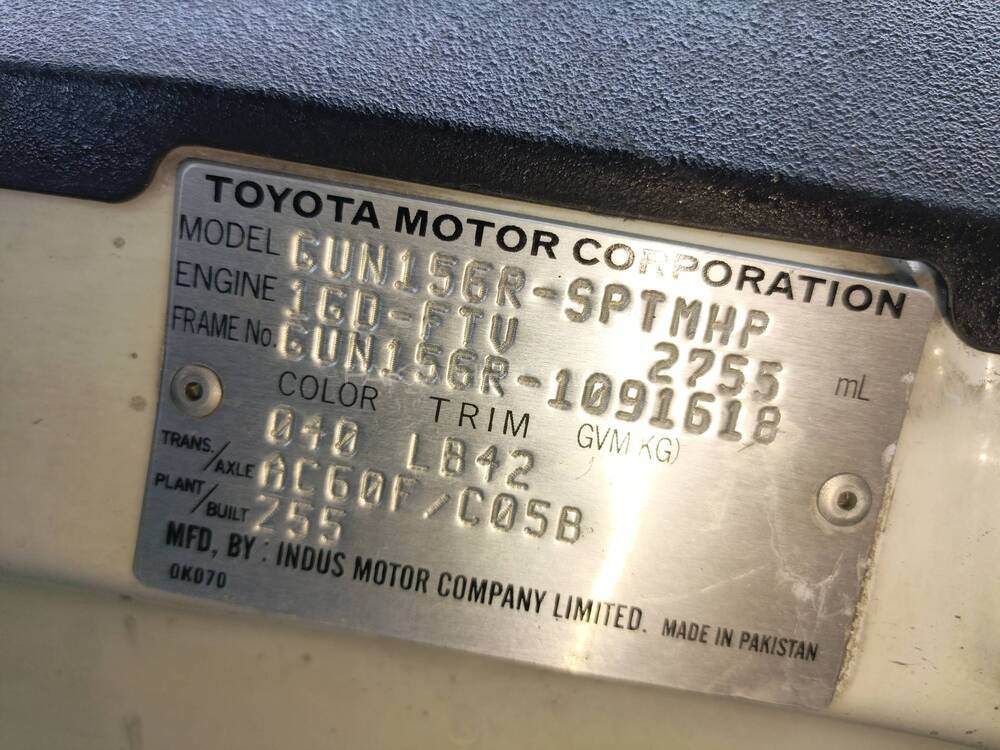 TOYOTA MOTOR CORPORATION
MODEL GUN156R-SPTMHP
ENGINE 1GD-FTV 2755 mL
FRAME No. GUN156R-1091618
COLOR TRIM GVM KG)
040 LB42
TRANS./AXLE AC60F/C05B
PLANT/BUILT Z55
MFD, BY : INDUS MOTOR COMPANY LIMITED. MADE IN PAKISTAN
0K070